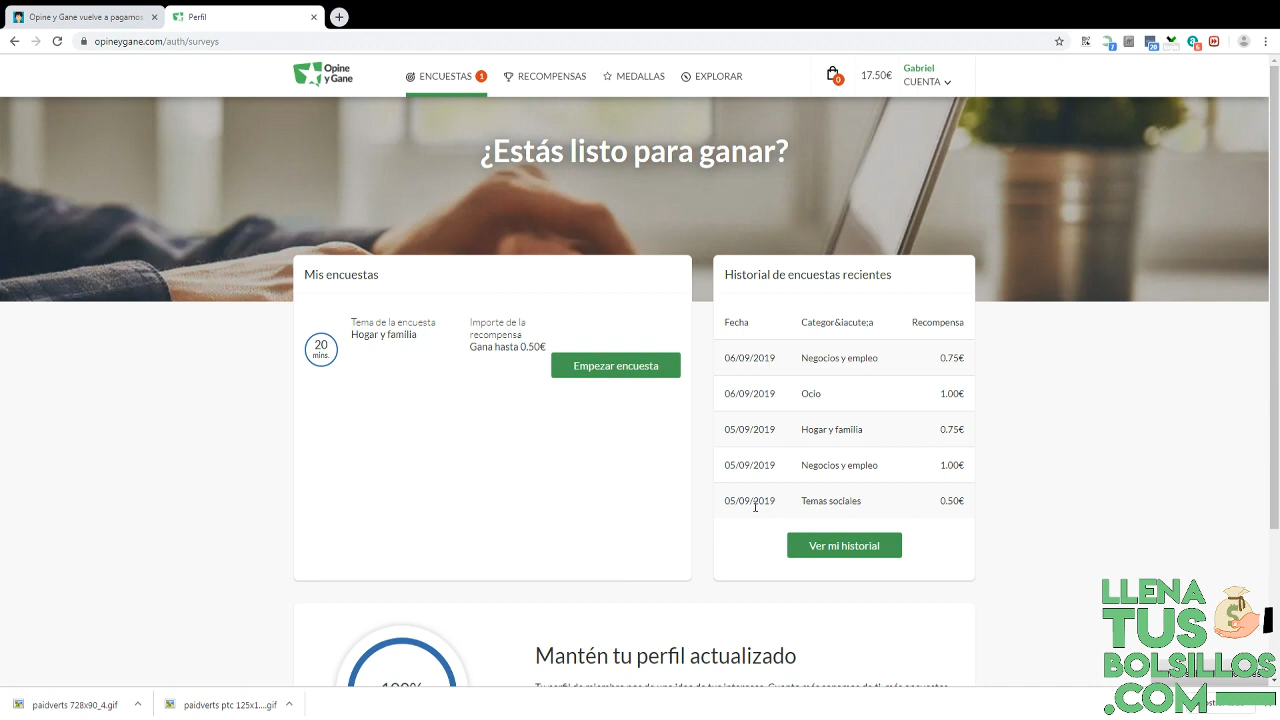 Opine y Gane vuelve a pagamos
Perfil
opineygane.com/auth/surveys
7
20
6
Opine
y Gane
ENCUESTAS 1
RECOMPENSAS
MEDALLAS
EXPLORAR
0
17.50€
Gabriel
CUENTA
¿Estás listo para ganar?
Mis encuestas
20
mins.
Tema de la encuesta
Hogar y familia
Importe de la
recompensa
Gana hasta 0.50€
Empezar encuesta
Historial de encuestas recientes
Fecha Categor&iacute;a Recompensa
06/09/2019 Negocios y empleo 0.75€
06/09/2019 Ocio 1.00€
05/09/2019 Hogar y familia 0.75€
05/09/2019 Negocios y empleo 1.00€
05/09/2019 Temas sociales 0.50€
Ver mi historial
100%
Mantén tu perfil actualizado
LLENA
TUS
BOLSILLOS
.COM
paidverts 728x90_4.gif
paidverts ptc 125x1....gif